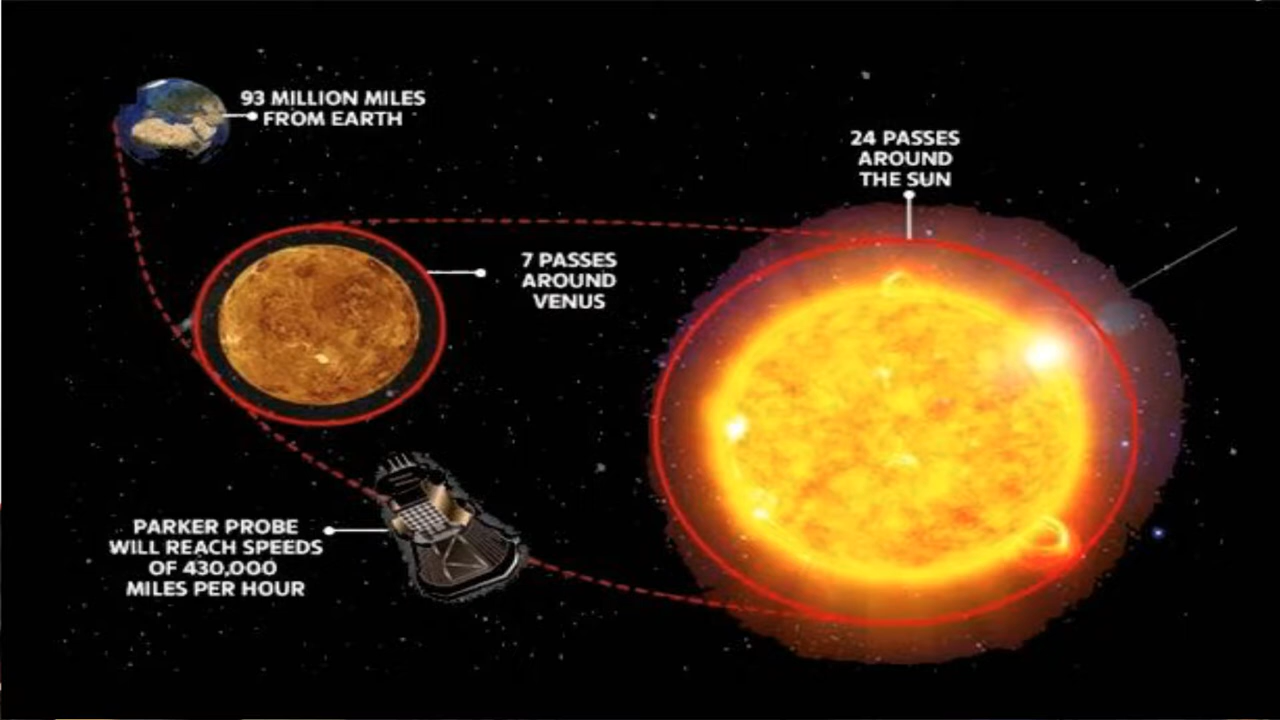 93 MILLION MILES
FROM EARTH
24 PASSES
AROUND
THE SUN
7 PASSES
AROUND
VENUS
PARKER PROBE
WILL REACH SPEEDS
OF 430,000
MILES PER HOUR